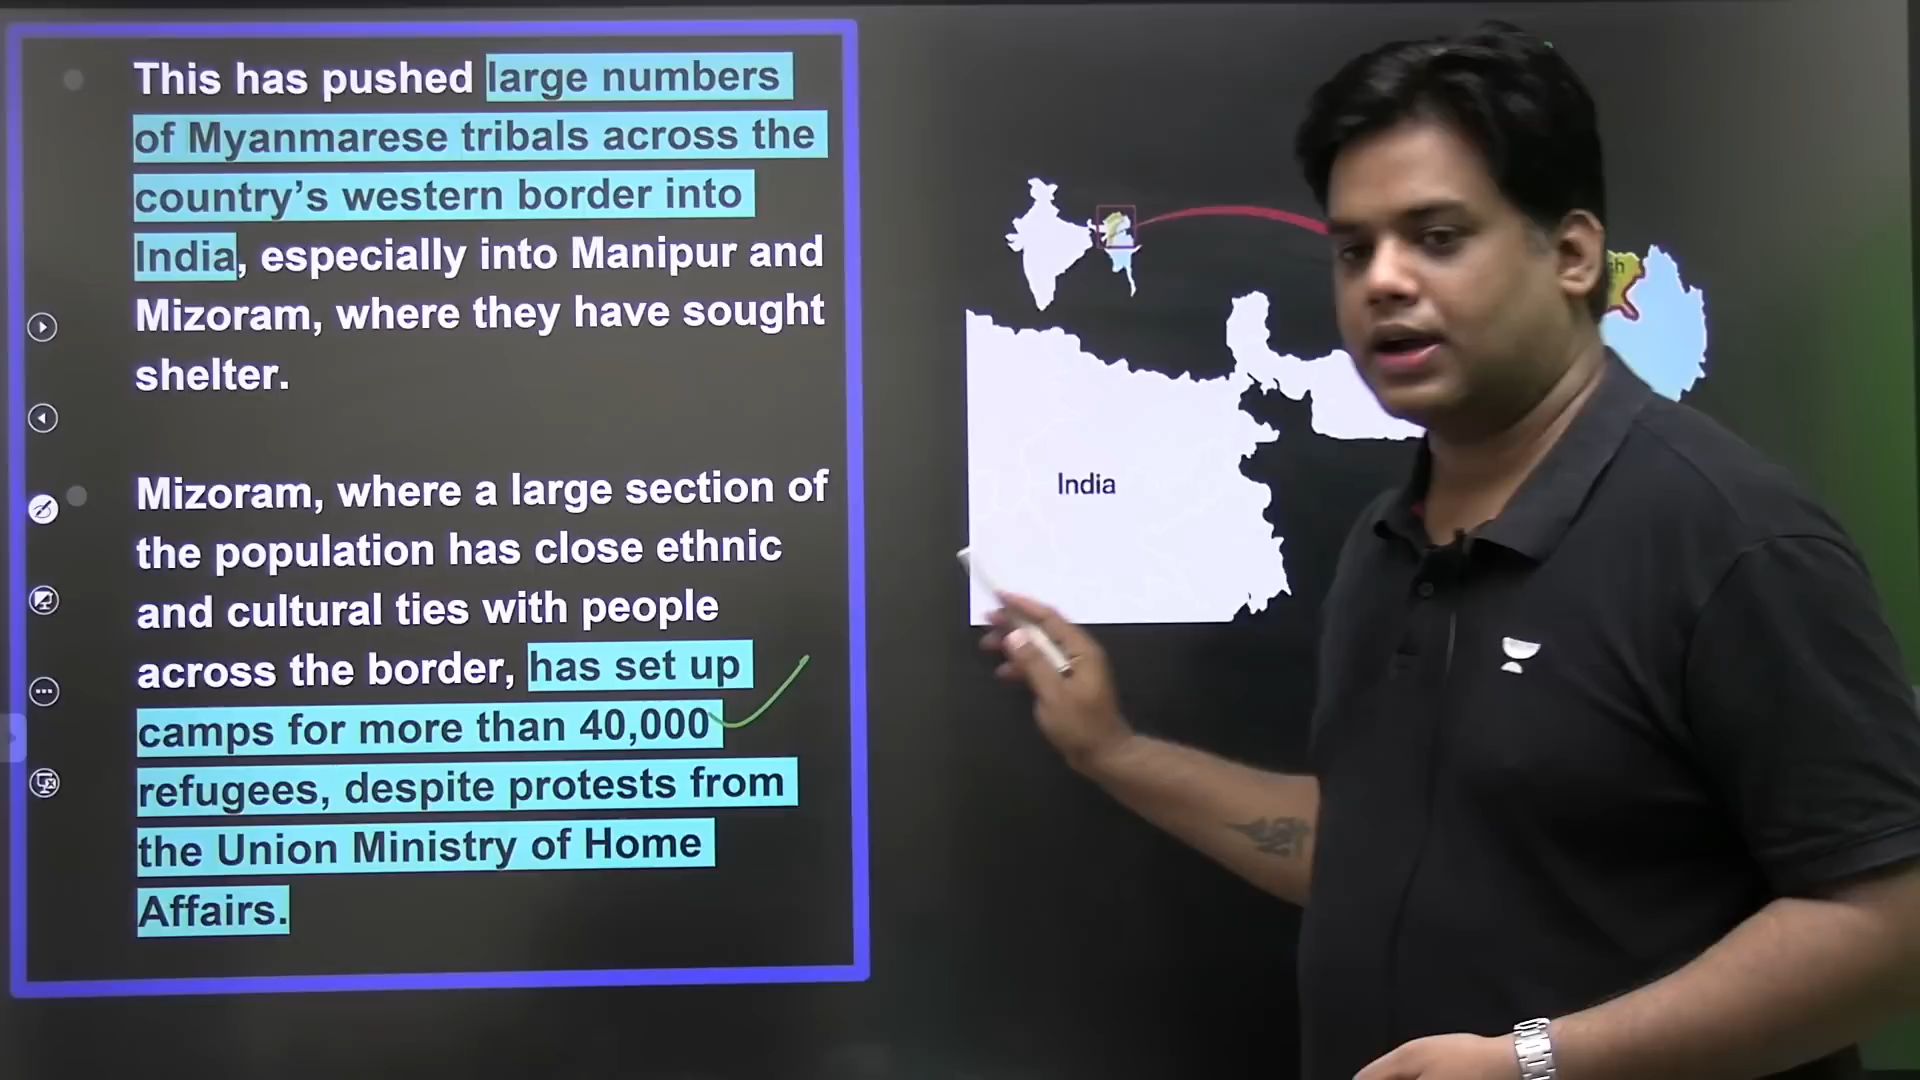 This has pushed large numbers
of Myanmarese tribals across the
country’s western border into
India, especially into Manipur and
Mizoram, where they have sought
shelter.
Mizoram, where a large section of
the population has close ethnic
and cultural ties with people
across the border, has set up
camps for more than 40,000
refugees, despite protests from
the Union Ministry of Home
Affairs.
India